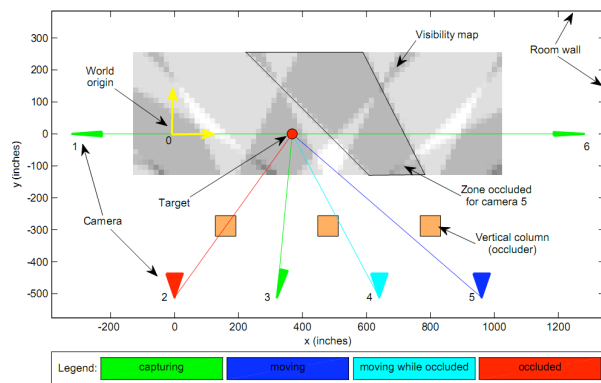 300
200
100
0
-100
-200
-300
-400
-500
y (inches)
-200
0
200
400
600
800
1000
1200
x (inches)
World
origin
0
Visibility map
Room wall
1
6
Target
Zone occluded
for camera 5
Camera
Vertical column
(occluder)
2
3
4
5
Legend:
capturing
moving
moving while occluded
occluded